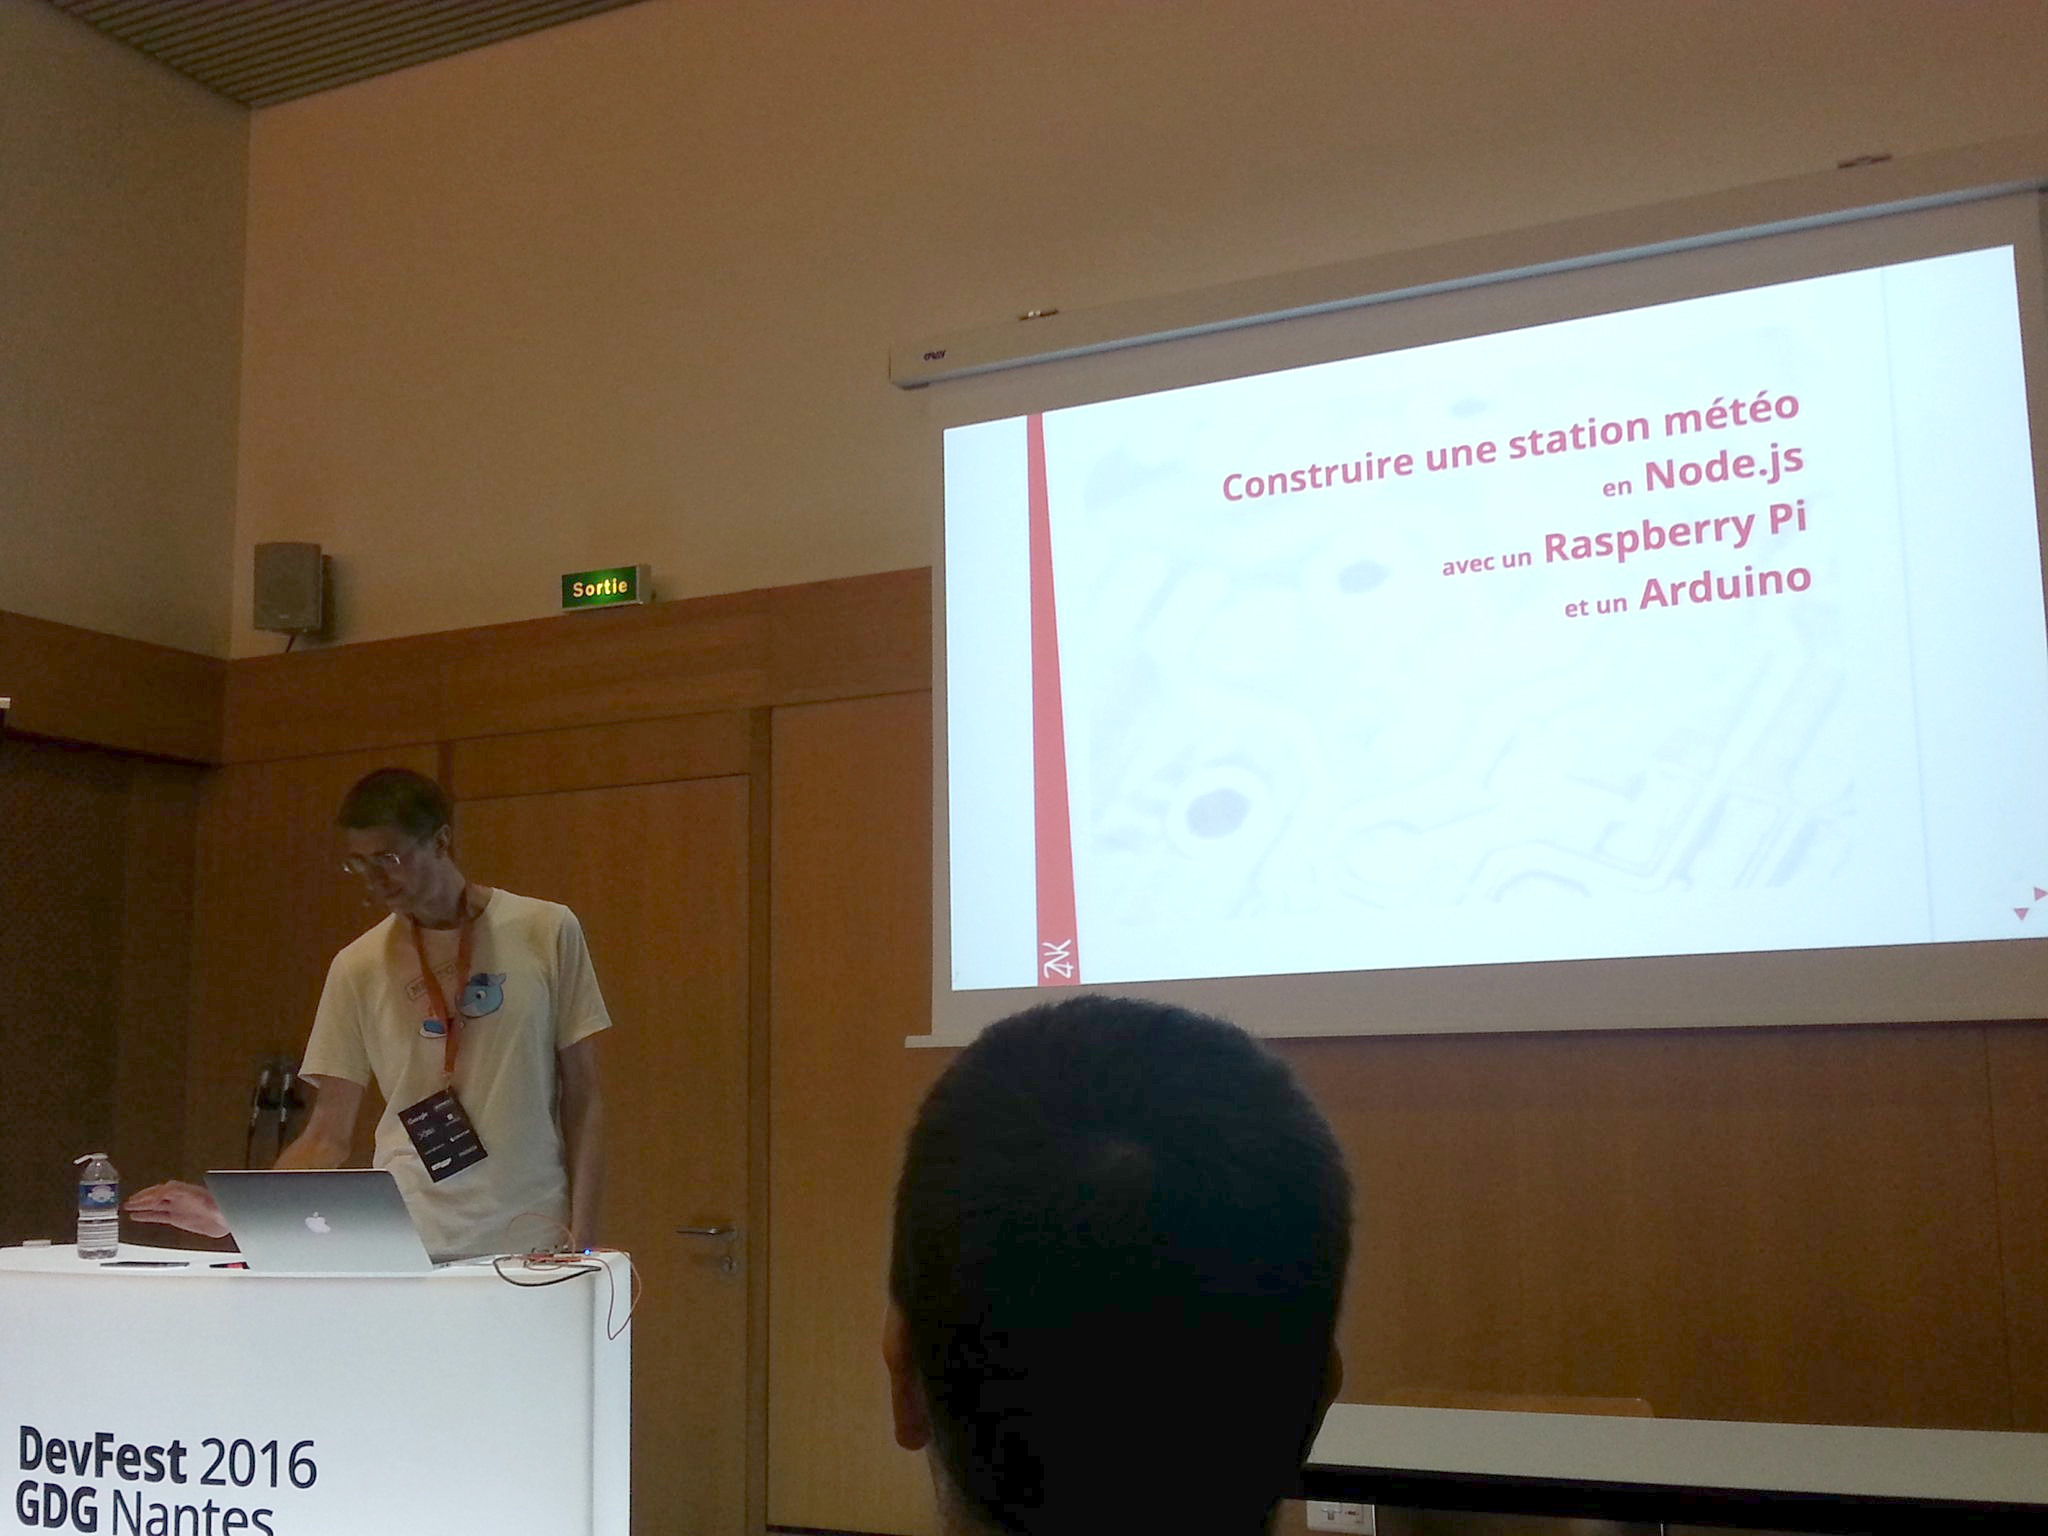 Construire une station météo
en Node.js
avec un Raspberry Pi
et un Arduino
Sortie
Google
DevFest 2016
GDG Nantes